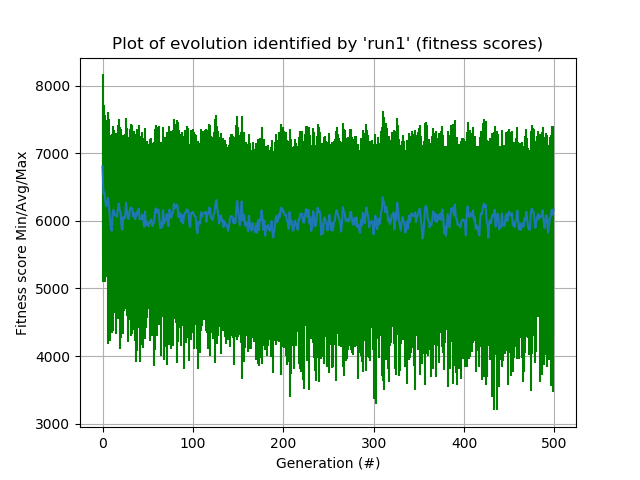 Plot of evolution identified by 'run1' (fitness scores)
8000
7000
6000
5000
4000
3000
Fitness score Min/Avg/Max
0 100 200 300 400 500
Generation (#)